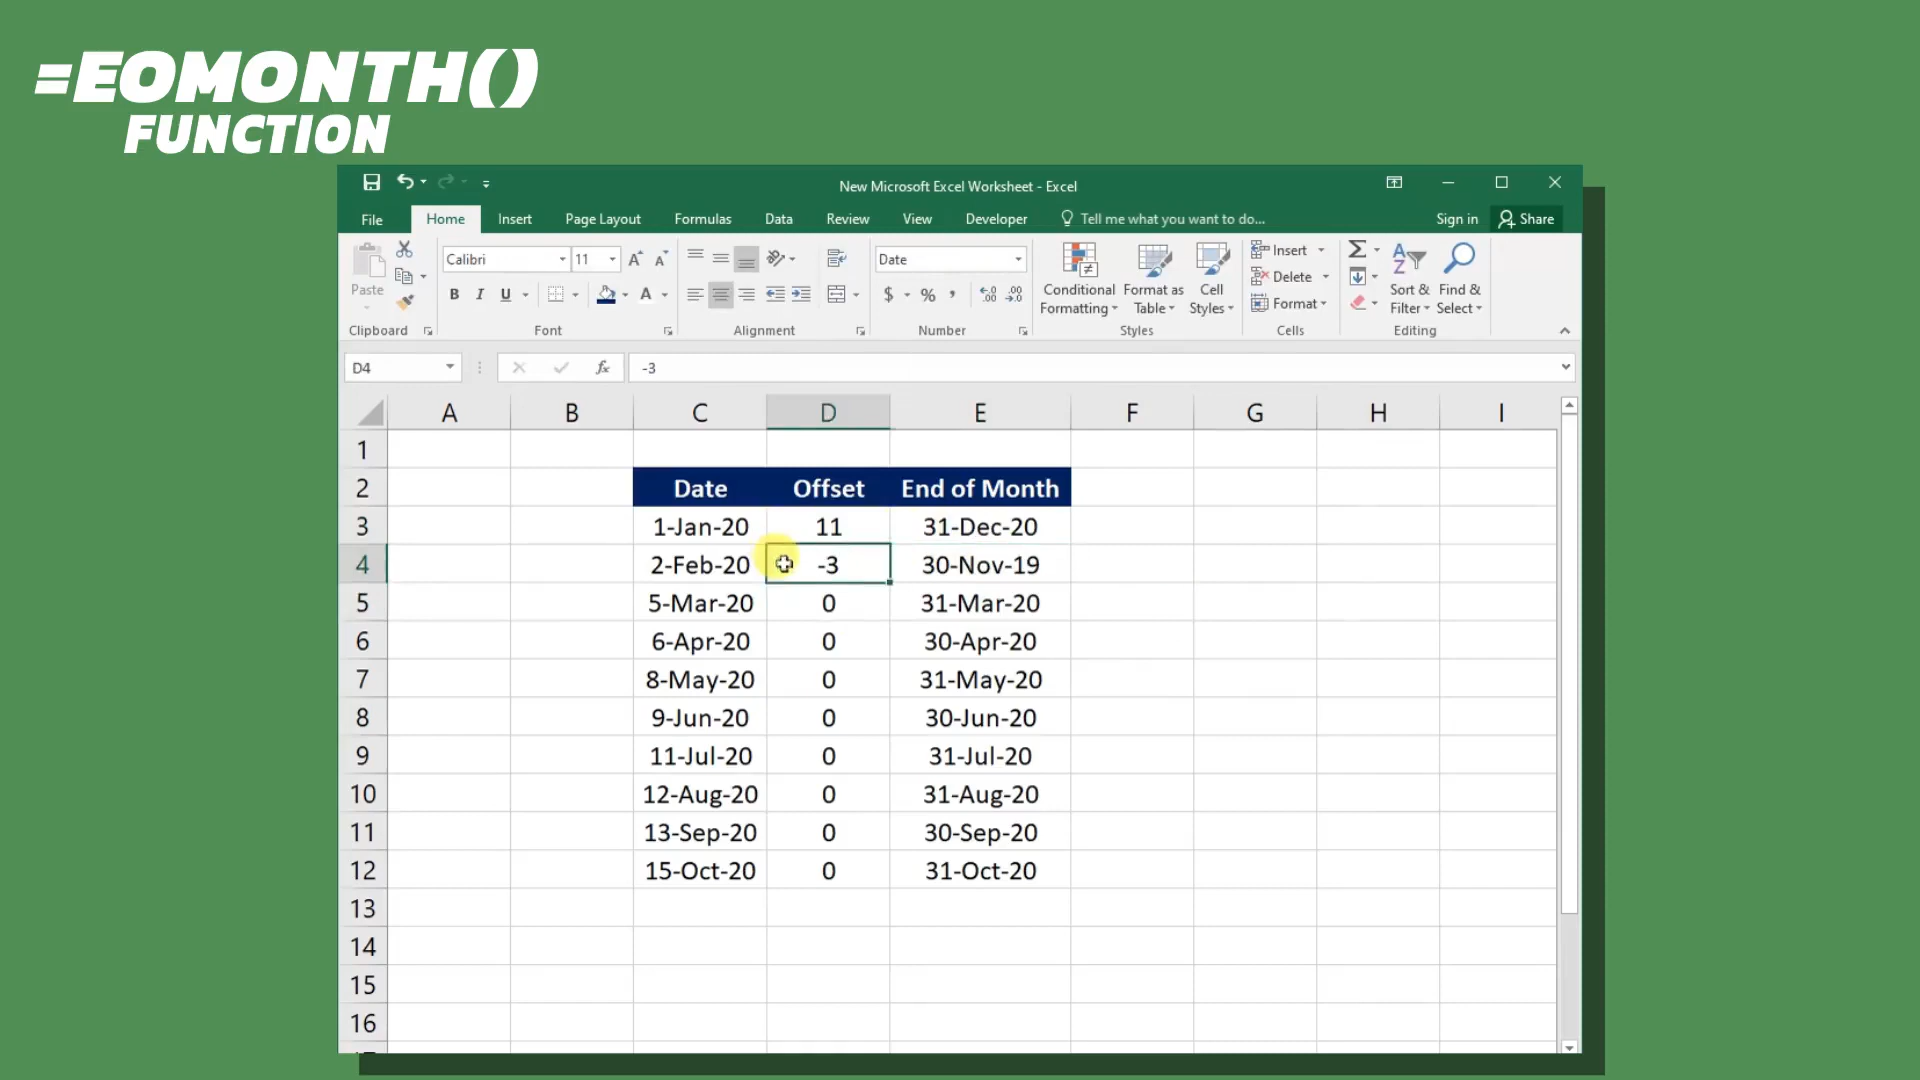 =EOMONTH()
FUNCTION
New Microsoft Excel Worksheet - Excel
File Home Insert Page Layout Formulas Data Review View Developer Tell me what you want to do... Sign in Share
Paste
Calibri 11
B I U A
Date
$ % ,
Conditional Formatting
Format as Table
Cell Styles
Insert
Delete
Format
Sort & Filter
Find & Select
Clipboard Font Alignment Number Styles Cells Editing
D4 fx -3
A B C D E F G H I
1
2 Date Offset End of Month
3 1-Jan-20 11 31-Dec-20
4 2-Feb-20 -3 30-Nov-19
5 5-Mar-20 0 31-Mar-20
6 6-Apr-20 0 30-Apr-20
7 8-May-20 0 31-May-20
8 9-Jun-20 0 30-Jun-20
9 11-Jul-20 0 31-Jul-20
10 12-Aug-20 0 31-Aug-20
11 13-Sep-20 0 30-Sep-20
12 15-Oct-20 0 31-Oct-20
13
14
15
16